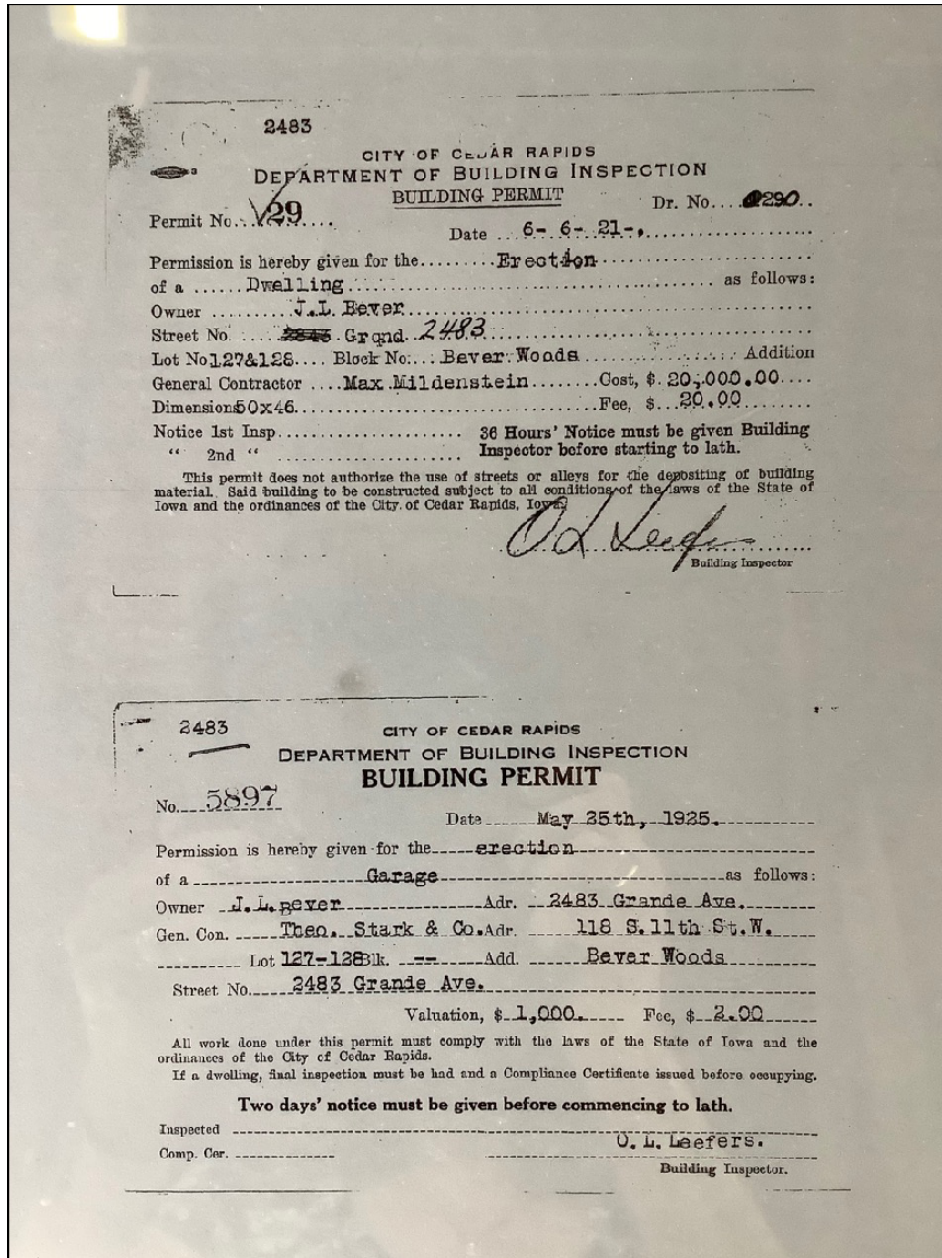 2483
CITY OF CEDAR RAPIDS
DEPARTMENT OF BUILDING INSPECTION
BUILDING PERMIT
Permit No. 29 Dr. No. 290
Date 6- 6- 21-.
Permission is hereby given for the Erection
of a Dwelling as follows:
Owner J.L. Bever
Street No. Grand 2483
Lot No 127&128 Block No. Bever Woods Addition
General Contractor Max Mildenstein Cost, $ 20,000.00
Dimensions 50x46 Fee, $ 20.00
Notice 1st Insp. 36 Hours' Notice must be given Building
" 2nd " Inspector before starting to lath.
This permit does not authorize the use of streets or alleys for the depositing of building
material. Said building to be constructed subject to all conditions of the laws of the State of
Iowa and the ordinances of the City of Cedar Rapids, Iowa
O L Leefers
Building Inspector
2483
CITY OF CEDAR RAPIDS
DEPARTMENT OF BUILDING INSPECTION
BUILDING PERMIT
No. 5897
Date May 25th, 1925.
Permission is hereby given for the erection
of a Garage as follows:
Owner J.L.Bever Adr. 2483 Grande Ave.
Gen. Con. Theo. Stark & Co. Adr. 118 S.11th St.W.
Lot 127-128 Blk. -- Add. Bever Woods
Street No. 2483 Grande Ave.
Valuation, $ 1,000. Fee, $ 2.00
All work done under this permit must comply with the laws of the State of Iowa and the
ordinances of the City of Cedar Rapids.
If a dwelling, final inspection must be had and a Compliance Certificate issued before occupying.
Two days' notice must be given before commencing to lath.
Inspected
O. L. Leefers.
Comp. Cer.
Building Inspector.